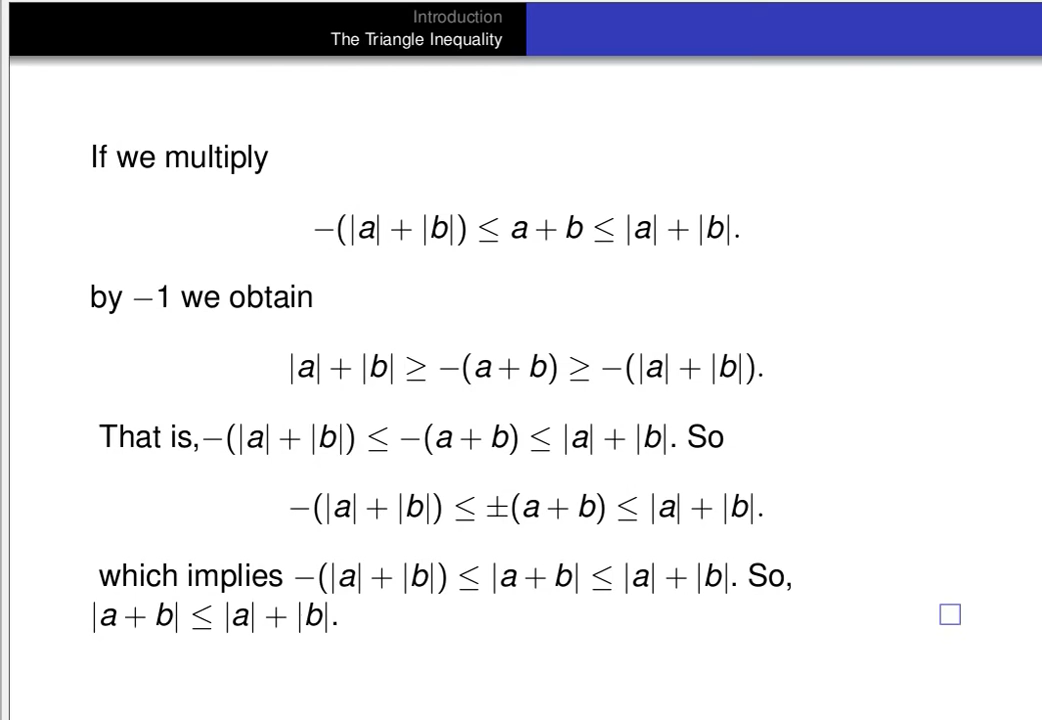 Introduction
The Triangle Inequality
If we multiply
−(|a| + |b|) ≤ a + b ≤ |a| + |b|.
by −1 we obtain
|a| + |b| ≥ −(a + b) ≥ −(|a| + |b|).
That is,−(|a| + |b|) ≤ −(a + b) ≤ |a| + |b|. So
−(|a| + |b|) ≤ ±(a + b) ≤ |a| + |b|.
which implies −(|a| + |b|) ≤ |a + b| ≤ |a| + |b|. So,
|a + b| ≤ |a| + |b|. □